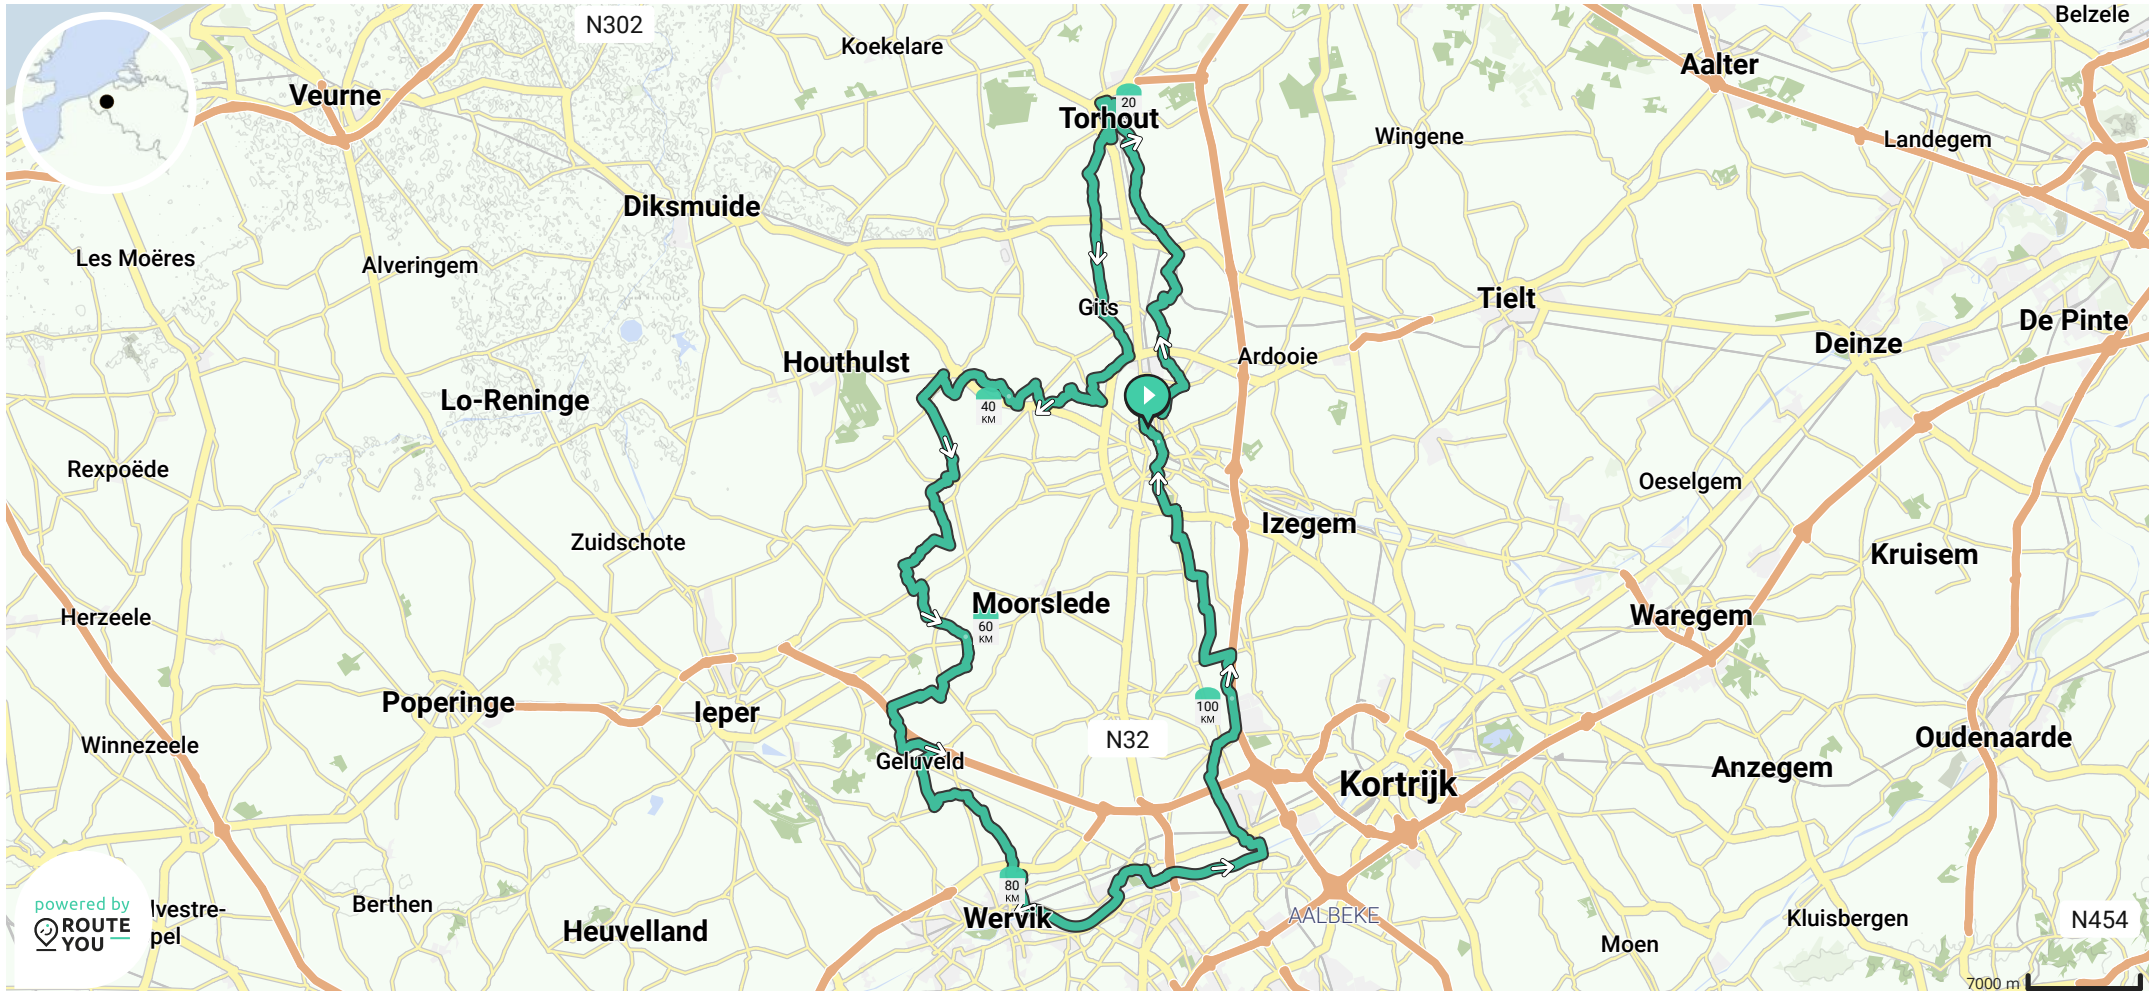 N302
Belzele
Koekelare
Aalter
Veurne
20
Torhout
Wingene
Landegem
Diksmuide
Les Moëres
Alveringem
Tielt
Gits
De Pinte
Deinze
Ardooie
Houthulst
Lo-Reninge
40
KM
Rexpoëde
Oeselgem
Izegem
Zuidschote
Kruisem
Moorslede
Herzeele
Waregem
60
KM
Poperinge
Ieper
100
KM
Winnezeele
N32
Oudenaarde
Geluveld
Anzegem
Kortrijk
80
KM
powered by
ROUTE
YOU
lvestre-
pel
Berthen
Wervik
AALBEKE
Kluisbergen
N454
Heuvelland
Moen
7000 m